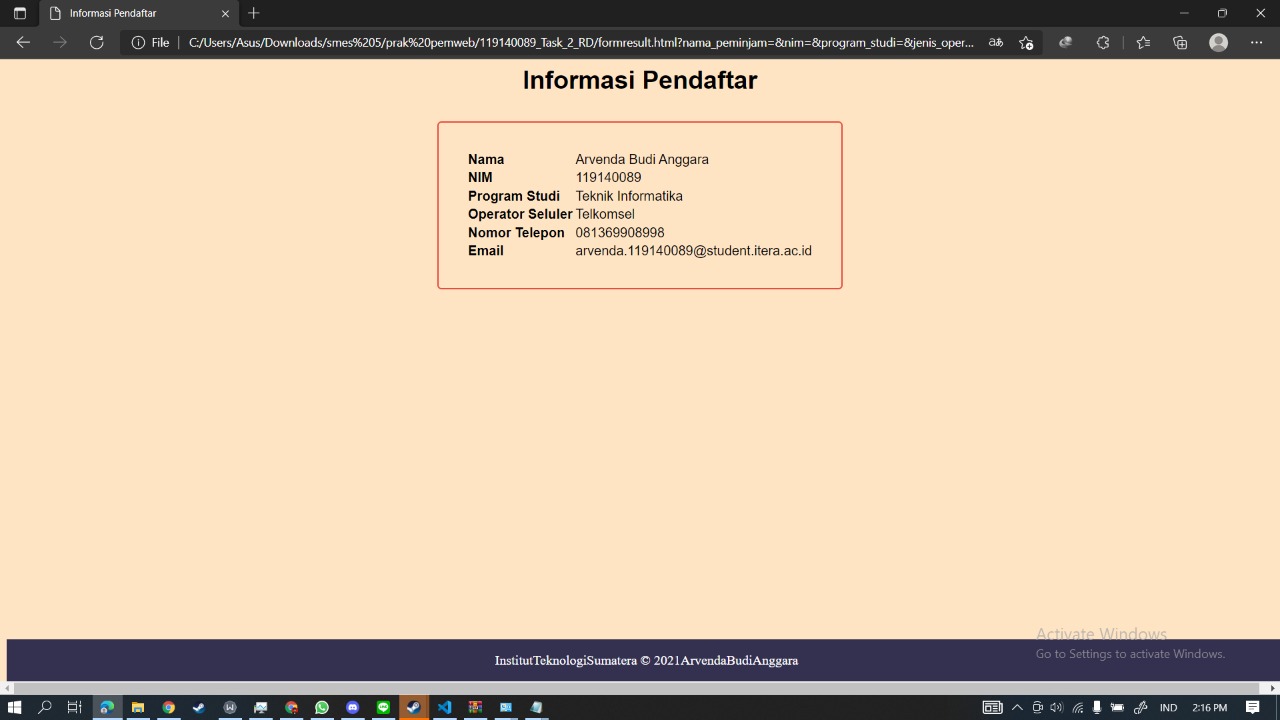 Informasi Pendaftar
File
C:/Users/Asus/Downloads/smes%205/prak%20pemweb/119140089_Task_2_RD/formresult.html?nama_peminjam=&nim=&program_studi=&jenis_oper...
Informasi Pendaftar
Nama Arvenda Budi Anggara
NIM 119140089
Program Studi Teknik Informatika
Operator Seluler Telkomsel
Nomor Telepon 081369908998
Email arvenda.119140089@student.itera.ac.id
Activate Windows
Go to Settings to activate Windows.
InstitutTeknologiSumatera © 2021ArvendaBudiAnggara
IND 2:16 PM